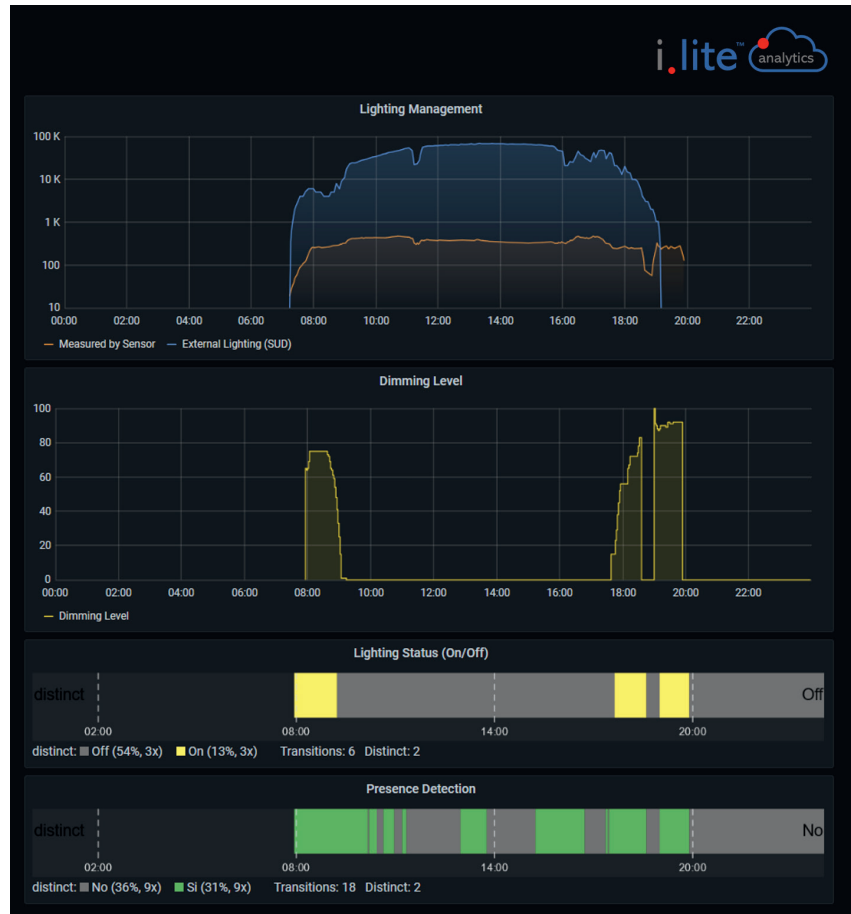 i.lite™ analytics
Lighting Management
100 K
10 K
1 K
100
10
00:00 02:00 04:00 06:00 08:00 10:00 12:00 14:00 16:00 18:00 20:00 22:00
Measured by Sensor External Lighting (SUD)
Dimming Level
100
80
60
40
20
0
00:00 02:00 04:00 06:00 08:00 10:00 12:00 14:00 16:00 18:00 20:00 22:00
Dimming Level
Lighting Status (On/Off)
distinct Off
02:00 08:00 14:00 20:00
distinct: Off (54%, 3x) On (13%, 3x) Transitions: 6 Distinct: 2
Presence Detection
distinct No
02:00 08:00 14:00 20:00
distinct: No (36%, 9x) Si (31%, 9x) Transitions: 18 Distinct: 2